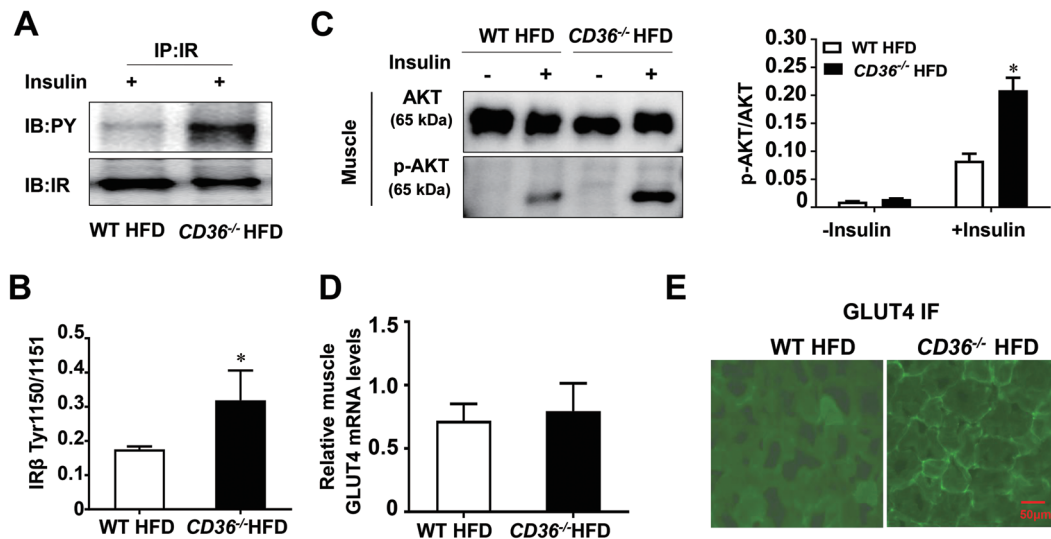 A
IP:IR
Insulin + +
IB:PY
IB:IR
WT HFD CD36-/- HFD
B
IRβ Tyr1150/1151
0.5
0.4
0.3
0.2
0.1
0
*
WT HFD CD36-/-HFD
C
WT HFD CD36-/- HFD
Insulin - + - +
Muscle
AKT
(65 kDa)
p-AKT
(65 kDa)
WT HFD
CD36-/- HFD
p-AKT/AKT
0.30
0.25
0.20
0.10
0.05
0.00
*
-Insulin +Insulin
D
Relative muscle
GLUT4 mRNA levels
1.5
1.0
0.5
0.0
WT HFD CD36-/-HFD
E
GLUT4 IF
WT HFD CD36-/- HFD
50μm